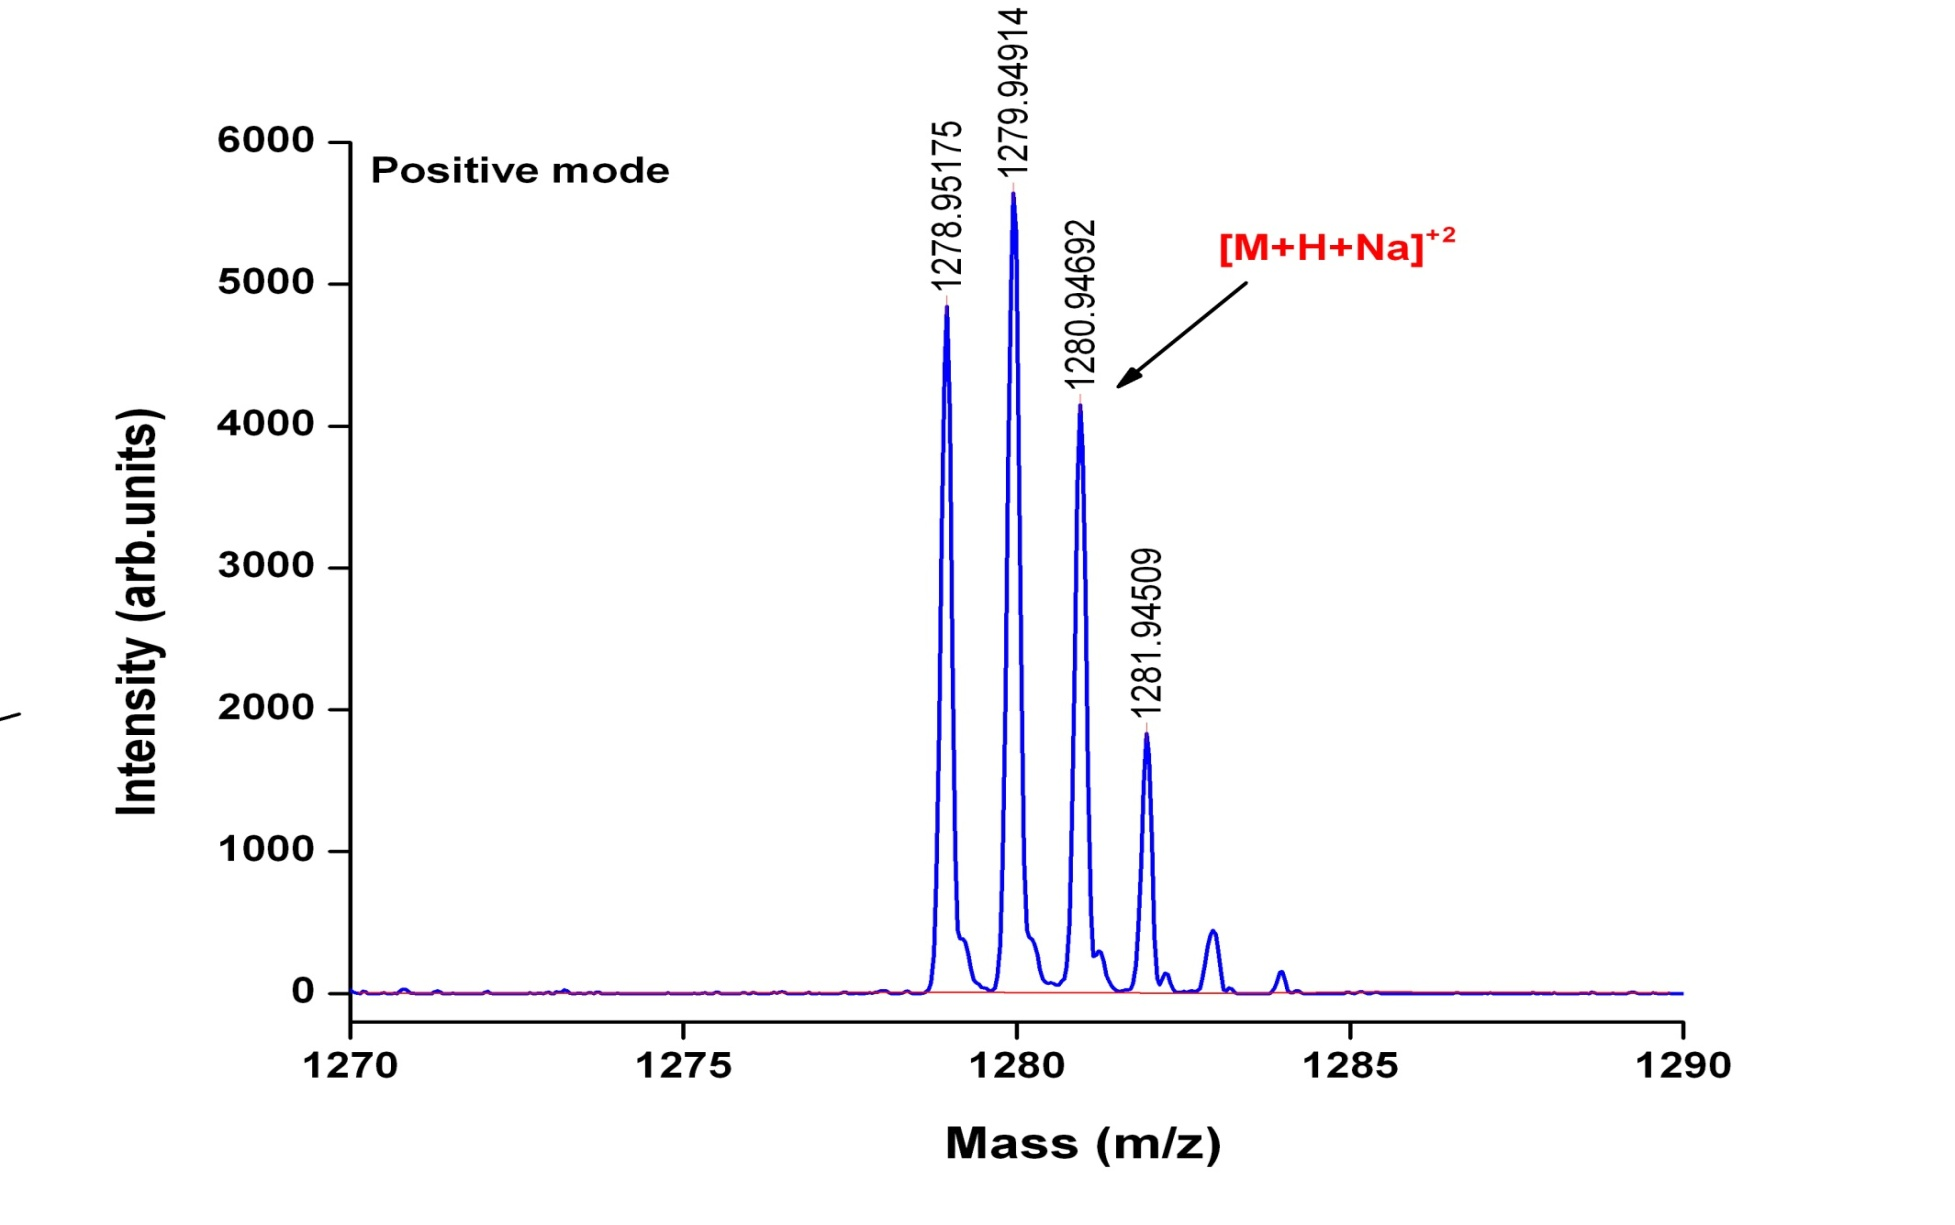 Positive mode
1278.95175
1279.94914
1280.94692
1281.94509
[M+H+Na]+2
6000
5000
4000
3000
2000
1000
0
Intensity (arb.units)
1270 1275 1280 1285 1290
Mass (m/z)